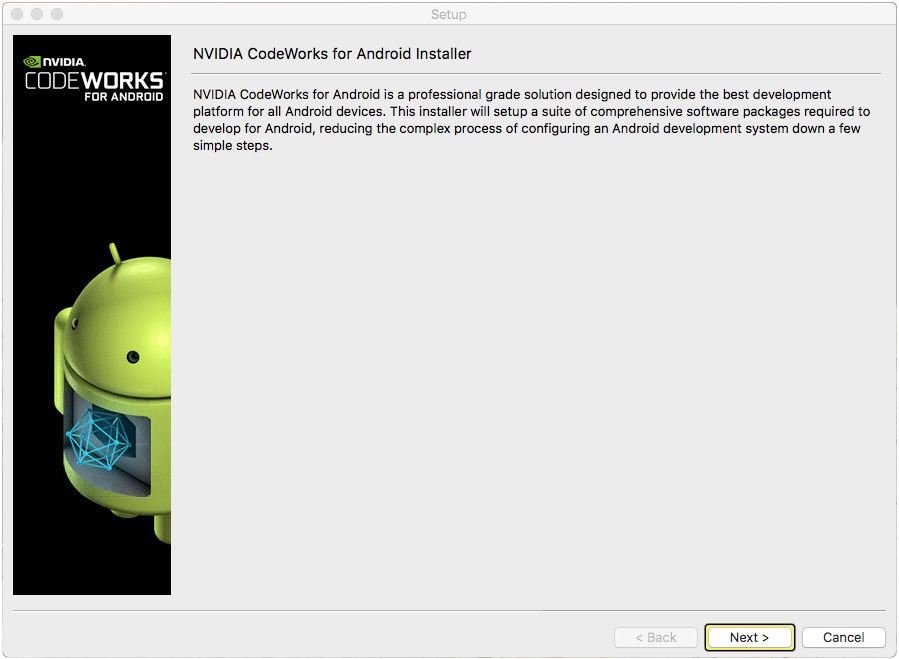 Setup
NVIDIA.
CODEWORKS
FOR ANDROID
NVIDIA CodeWorks for Android Installer
NVIDIA CodeWorks for Android is a professional grade solution designed to provide the best development
platform for all Android devices. This installer will setup a suite of comprehensive software packages required to
develop for Android, reducing the complex process of configuring an Android development system down a few
simple steps.
< Back
Next >
Cancel